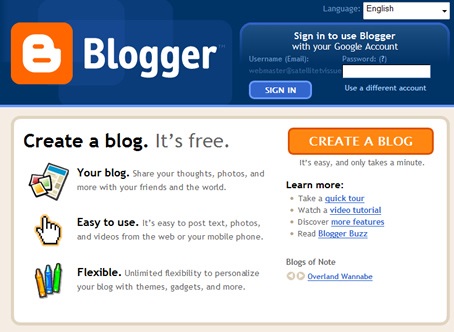 Language: English
Blogger™
Sign in to use Blogger
with your Google Account
Username (Email): Password: (?)
SIGN IN
Use a different account
Create a blog. It's free.
Your blog. Share your thoughts, photos, and
more with your friends and the world.
Easy to use. It's easy to post text, photos,
and videos from the web or your mobile phone.
Flexible. Unlimited flexibility to personalize
your blog with themes, gadgets, and more.
CREATE A BLOG
It's easy, and only takes a minute.
Learn more:
Take a quick tour
Watch a video tutorial
Discover more features
Read Blogger Buzz
Blogs of Note
Overland Wannabe